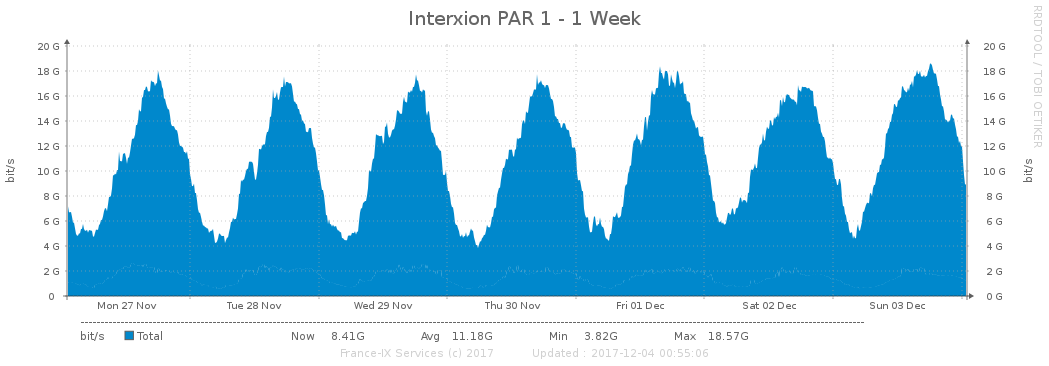 Interxion PAR 1 - 1 Week
RRDTOOL / TOBI OETIKER
20 G 20 G
18 G 18 G
16 G 16 G
14 G 14 G
12 G 12 G
10 G 10 G
8 G 8 G
6 G 6 G
4 G 4 G
2 G 2 G
0 0 G
bit/s
bit/s
Mon 27 Nov Tue 28 Nov Wed 29 Nov Thu 30 Nov Fri 01 Dec Sat 02 Dec Sun 03 Dec
bit/s Total Now 8.41G Avg 11.18G Min 3.82G Max 18.57G
France-IX Services (c) 2017 Updated : 2017-12-04 00:55:06